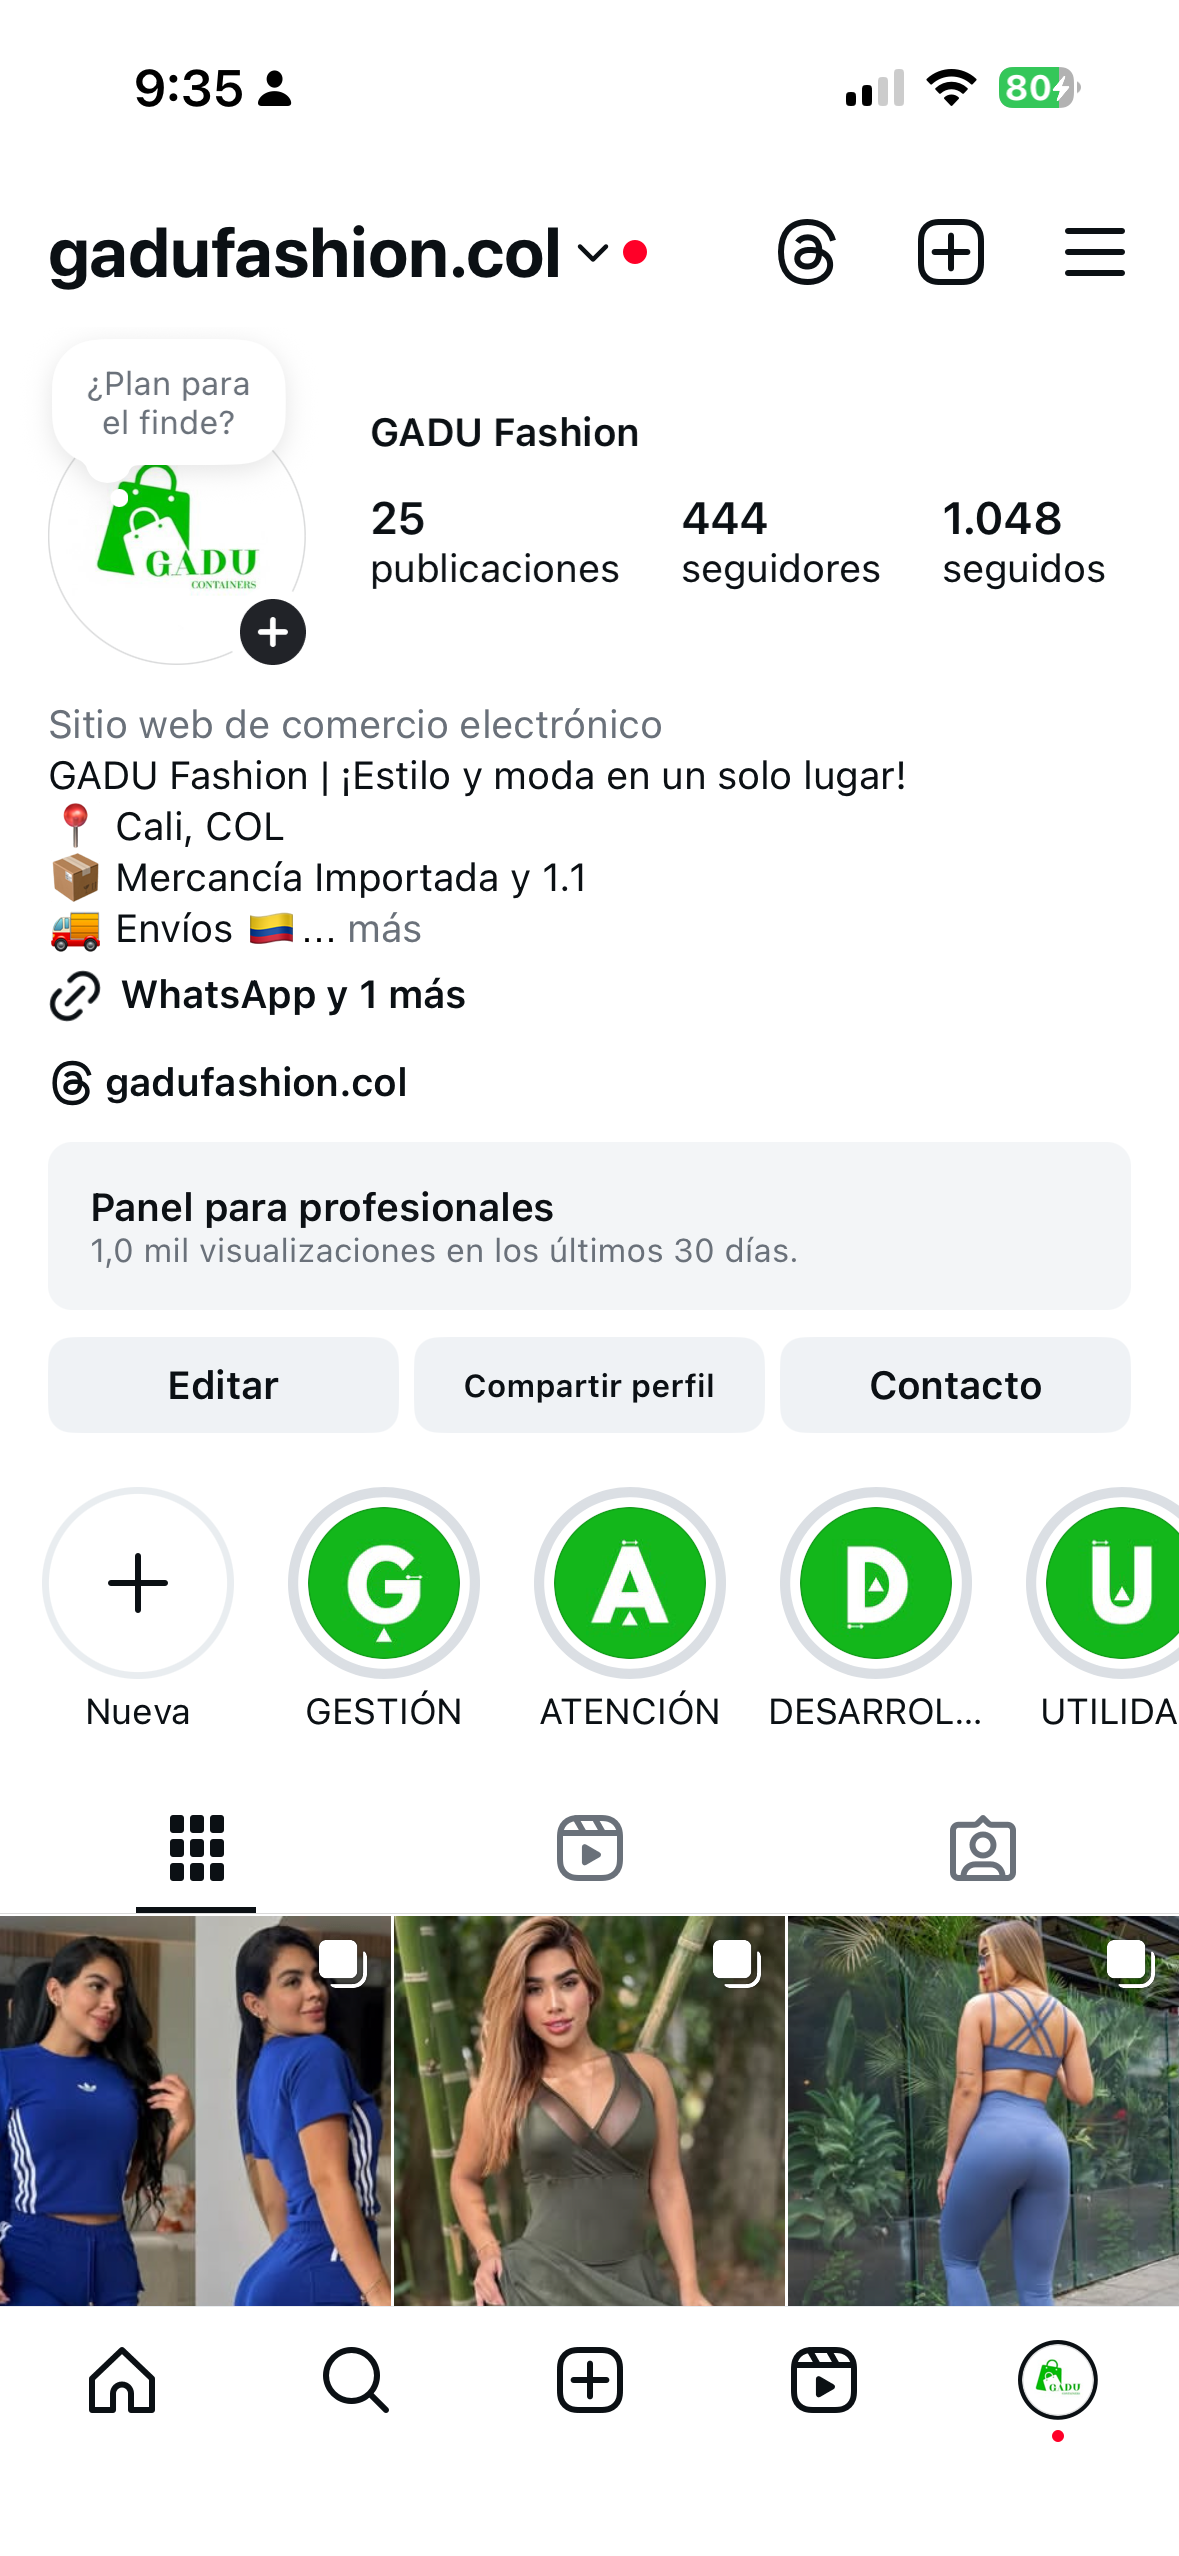 9:35
80
gadufashion.col
¿Plan para
el finde?
GADU
CONTAINERS
GADU Fashion
25 444 1.048
publicaciones seguidores seguidos
Sitio web de comercio electrónico
GADU Fashion | ¡Estilo y moda en un solo lugar!
📍 Cali, COL
📦 Mercancía Importada y 1.1
🚚 Envíos 🇨🇴... más
WhatsApp y 1 más
gadufashion.col
Panel para profesionales
1,0 mil visualizaciones en los últimos 30 días.
Editar Compartir perfil Contacto
G A D U
Nueva GESTIÓN ATENCIÓN DESARROL... UTILIDA
GADU